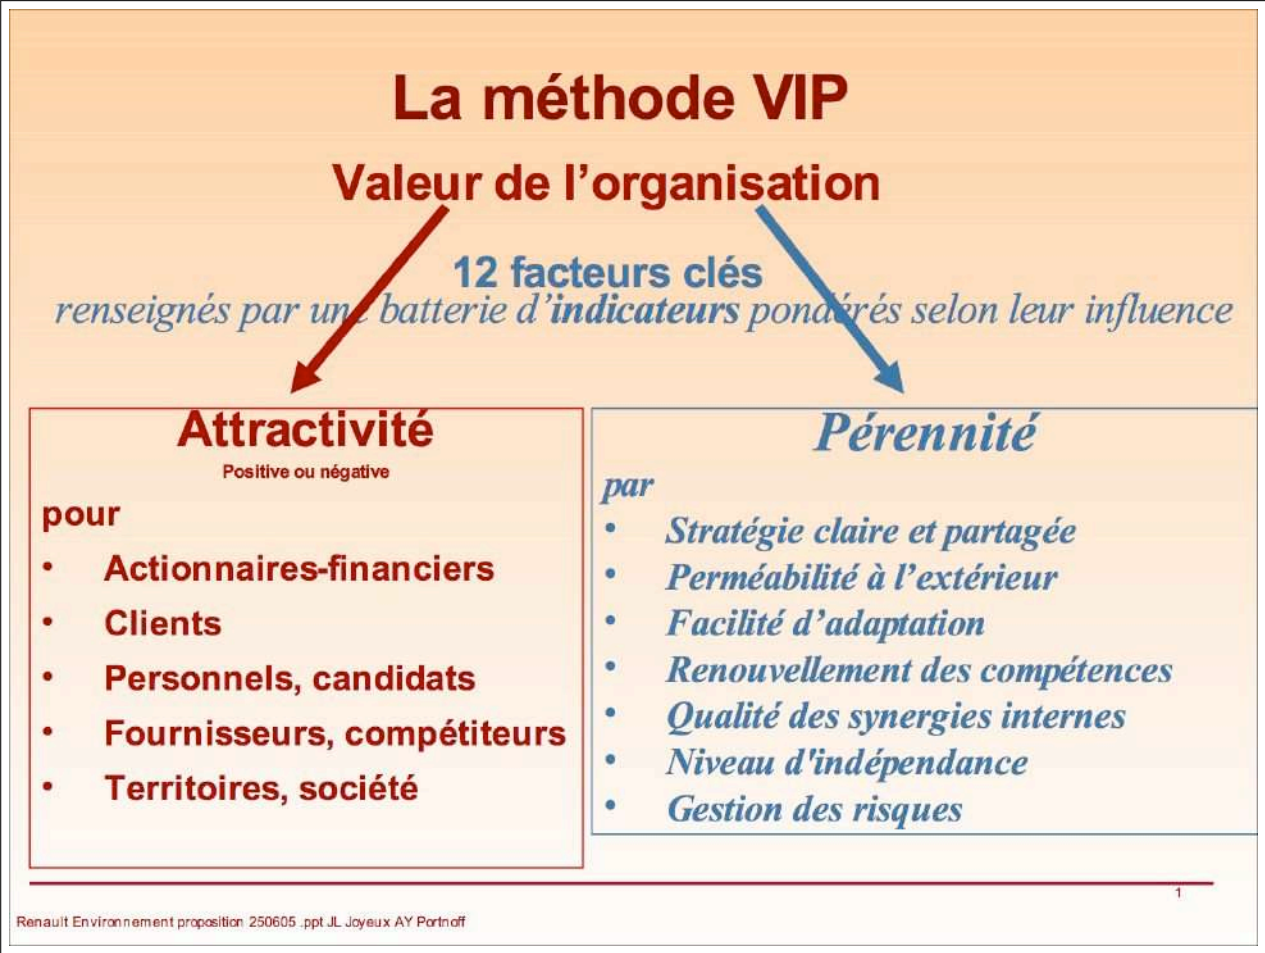 La méthode VIP
Valeur de l’organisation
12 facteurs clés
renseignés par une batterie d’indicateurs pondérés selon leur influence
Attractivité
Positive ou négative
pour
• Actionnaires-financiers
• Clients
• Personnels, candidats
• Fournisseurs, compétiteurs
• Territoires, société
Pérennité
par
• Stratégie claire et partagée
• Perméabilité à l’extérieur
• Facilité d’adaptation
• Renouvellement des compétences
• Qualité des synergies internes
• Niveau d'indépendance
• Gestion des risques
1
Renault Environnement proposition 250605 .ppt JL Joyeux AY Portnoff